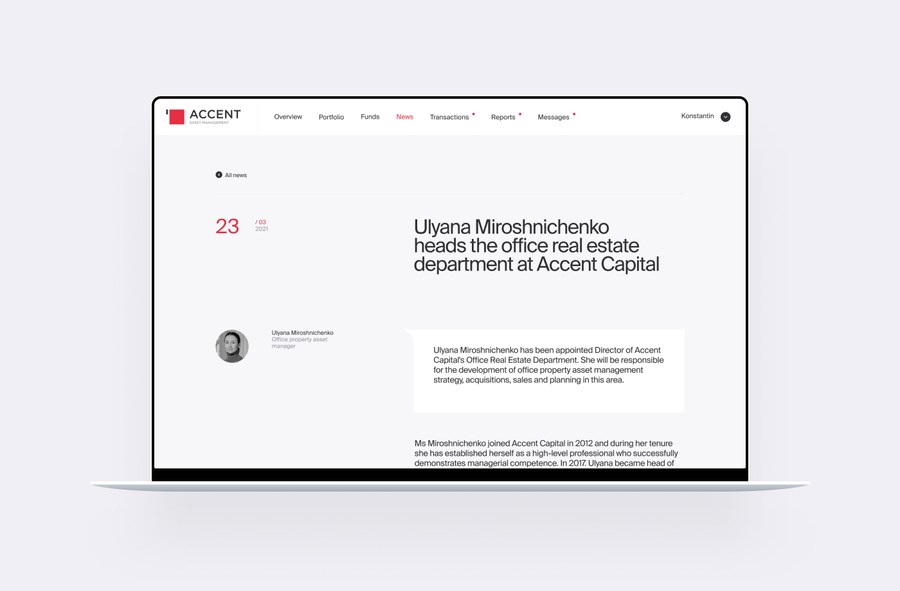 ACCENT
ASSET MANAGEMENT
Overview Portfolio Funds News Transactions Reports Messages
Konstantin
All news
23 / 03
2021
Ulyana Miroshnichenko
heads the office real estate
department at Accent Capital
Ulyana Miroshnichenko
Office property asset
manager
Ulyana Miroshnichenko has been appointed Director of Accent
Capital's Office Real Estate Department. She will be responsible
for the development of office property asset management
strategy, acquisitions, sales and planning in this area.
Ms Miroshnichenko joined Accent Capital in 2012 and during her tenure
she has established herself as a high-level professional who successfully
demonstrates managerial competence. In 2017, Ulyana became head of